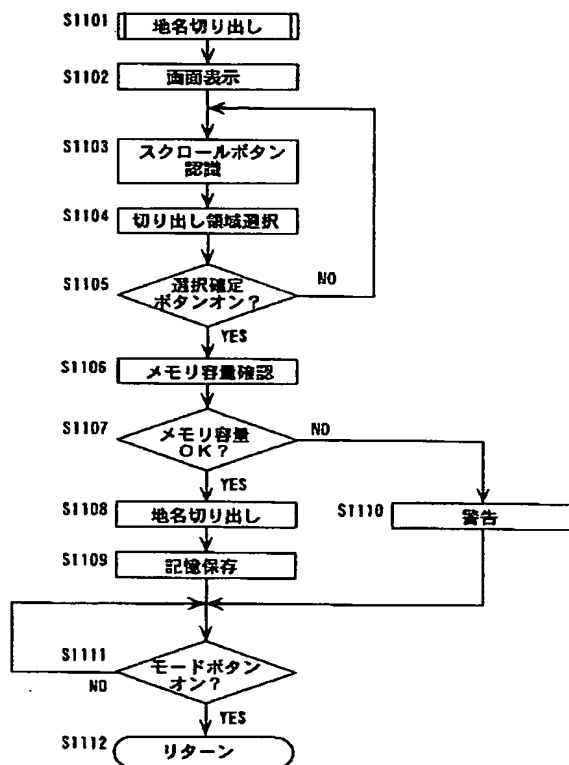 S1101 地名切り出し
S1102 画面表示
S1103 スクロールボタン
認識
S1104 切り出し領域選択
S1105 選択確定
ボタンオン?
NO
YES
S1106 メモリ容量確認
S1107 メモリ容量
OK?
NO
YES
S1108 地名切り出し
S1110 警告
S1109 記憶保存
S1111 モードボタン
オン?
NO
YES
S1112 リターン